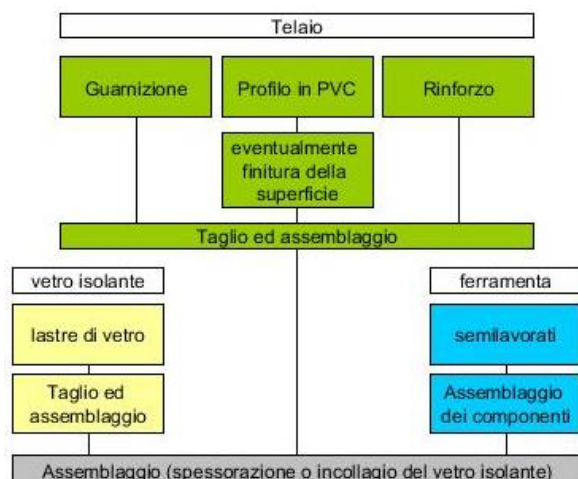 Telaio
Guarnizione
Profilo in PVC
Rinforzo
eventualmente
finitura della
superficie
Taglio ed assemblaggio
vetro isolante
ferramenta
lastre di vetro
semilavorati
Taglio ed
assemblaggio
Assemblaggio
dei componenti
Assemblaggio (spessorazione o incollagio del vetro isolante)